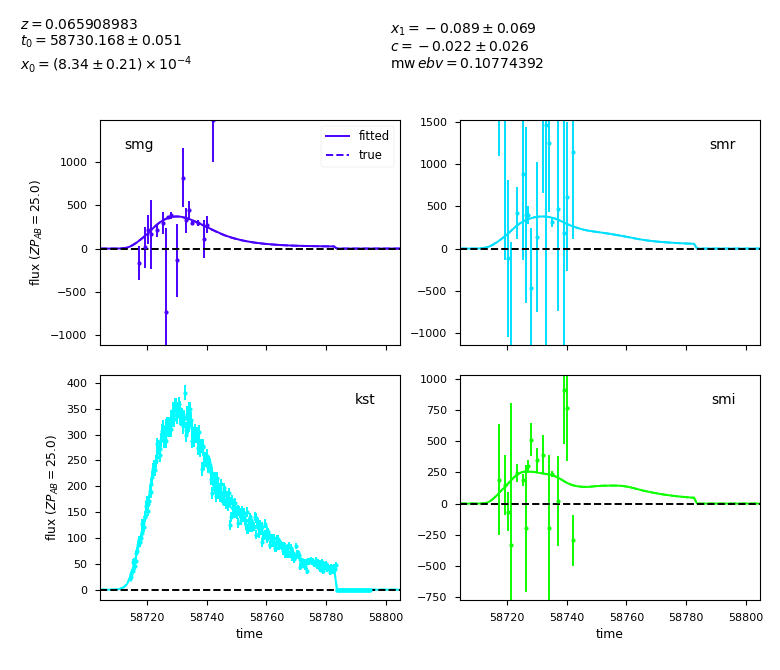 z = 0.065908983
t₀ = 58730.168 ± 0.051
x₀ = (8.34 ± 0.21) × 10⁻⁴
x₁ = −0.089 ± 0.069
c = −0.022 ± 0.026
mw ebv = 0.10774392
smg
fitted
true
1000
500
0
−500
−1000
flux (ZP_AB = 25.0)
smr
1500
1000
500
0
−500
−1000
kst
400
350
300
250
200
150
100
50
0
flux (ZP_AB = 25.0)
58720 58740 58760 58780 58800
time
smi
1000
750
500
250
0
−250
−500
−750
58720 58740 58760 58780 58800
time